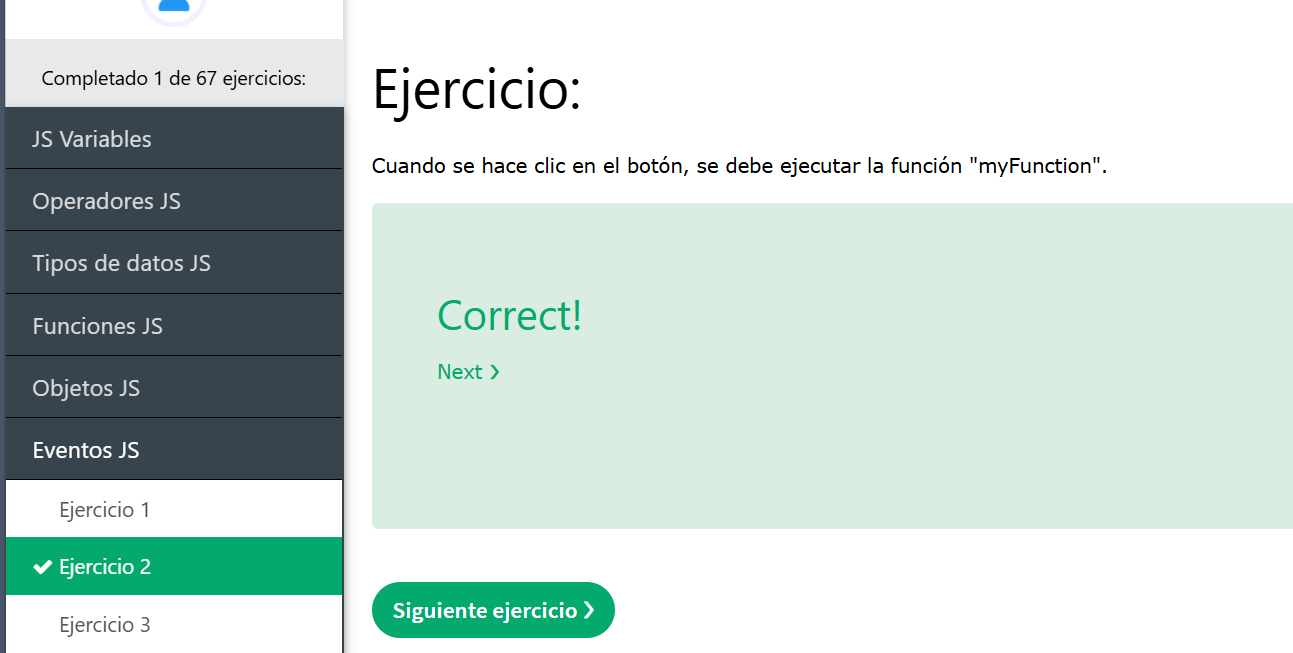 Completado 1 de 67 ejercicios:
JS Variables
Operadores JS
Tipos de datos JS
Funciones JS
Objetos JS
Eventos JS
Ejercicio 1
Ejercicio 2
Ejercicio 3
Ejercicio:
Cuando se hace clic en el botón, se debe ejecutar la función "myFunction".
Correct!
Next ❯
Siguiente ejercicio ❯